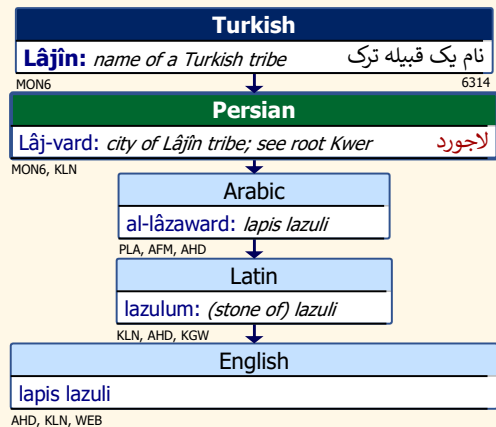 Turkish
Lâjîn: name of a Turkish tribe نام یک قبیله ترک
MON6 6314
Persian
Lâj-vard: city of Lâjîn tribe; see root Kwer لاجورد
MON6, KLN
Arabic
al-lâzaward: lapis lazuli
PLA, AFM, AHD
Latin
lazulum: (stone of) lazuli
KLN, AHD, KGW
English
lapis lazuli
AHD, KLN, WEB